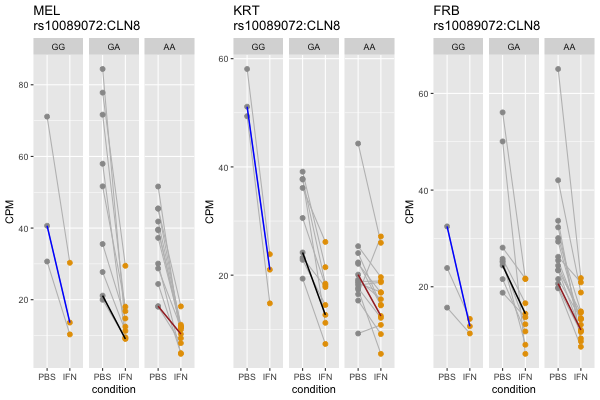 MEL
rs10089072:CLN8
GG GA AA
80
60
40
20
CPM
PBS IFN PBS IFN PBS IFN
condition
KRT
rs10089072:CLN8
GG GA AA
60
40
20
CPM
PBS IFN PBS IFN PBS IFN
condition
FRB
rs10089072:CLN8
GG GA AA
60
40
20
CPM
PBS IFN PBS IFN PBS IFN
condition